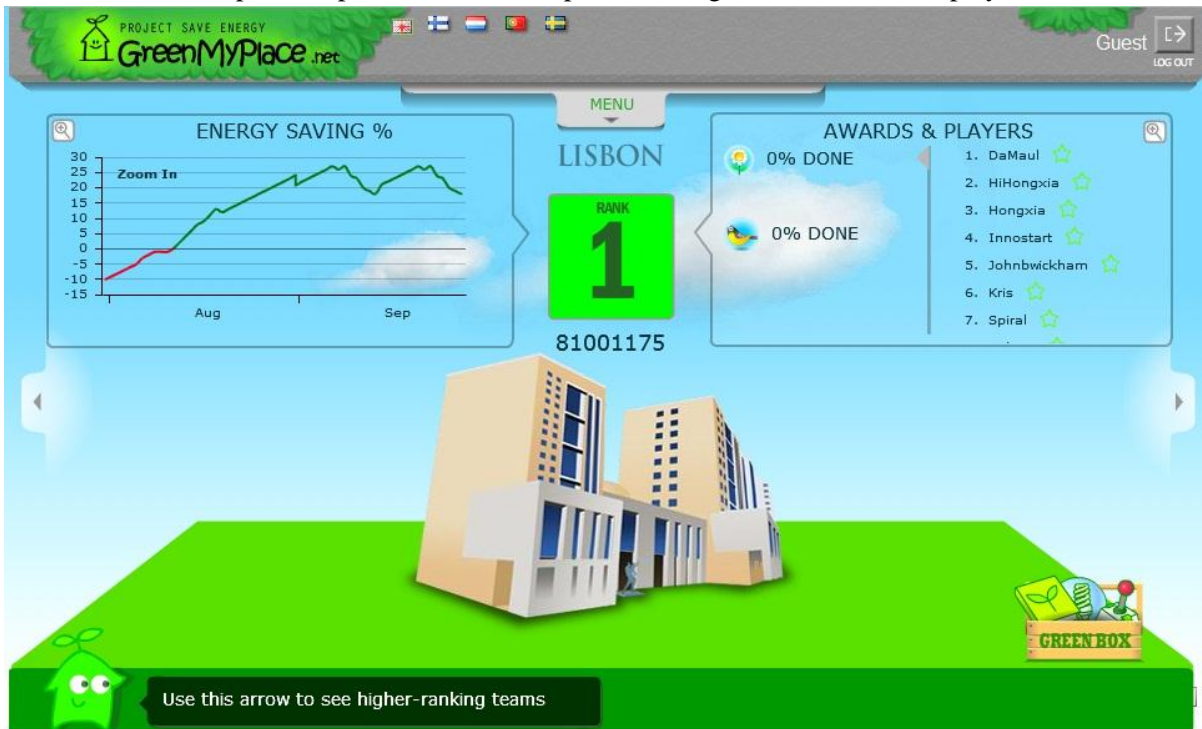 PROJECT SAVE ENERGY
GreenMyPlace.net
Guest
LOG OUT
MENU
ENERGY SAVING %
Zoom In
30
25
20
15
10
5
0
-5
-10
-15
Aug
Sep
LISBON
RANK
1
81001175
AWARDS & PLAYERS
0% DONE
0% DONE
1. DaMaul
2. HiHongxia
3. Hongxia
4. Innostart
5. Johnbwickham
6. Kris
7. Spiral
GREEN BOX
Use this arrow to see higher-ranking teams